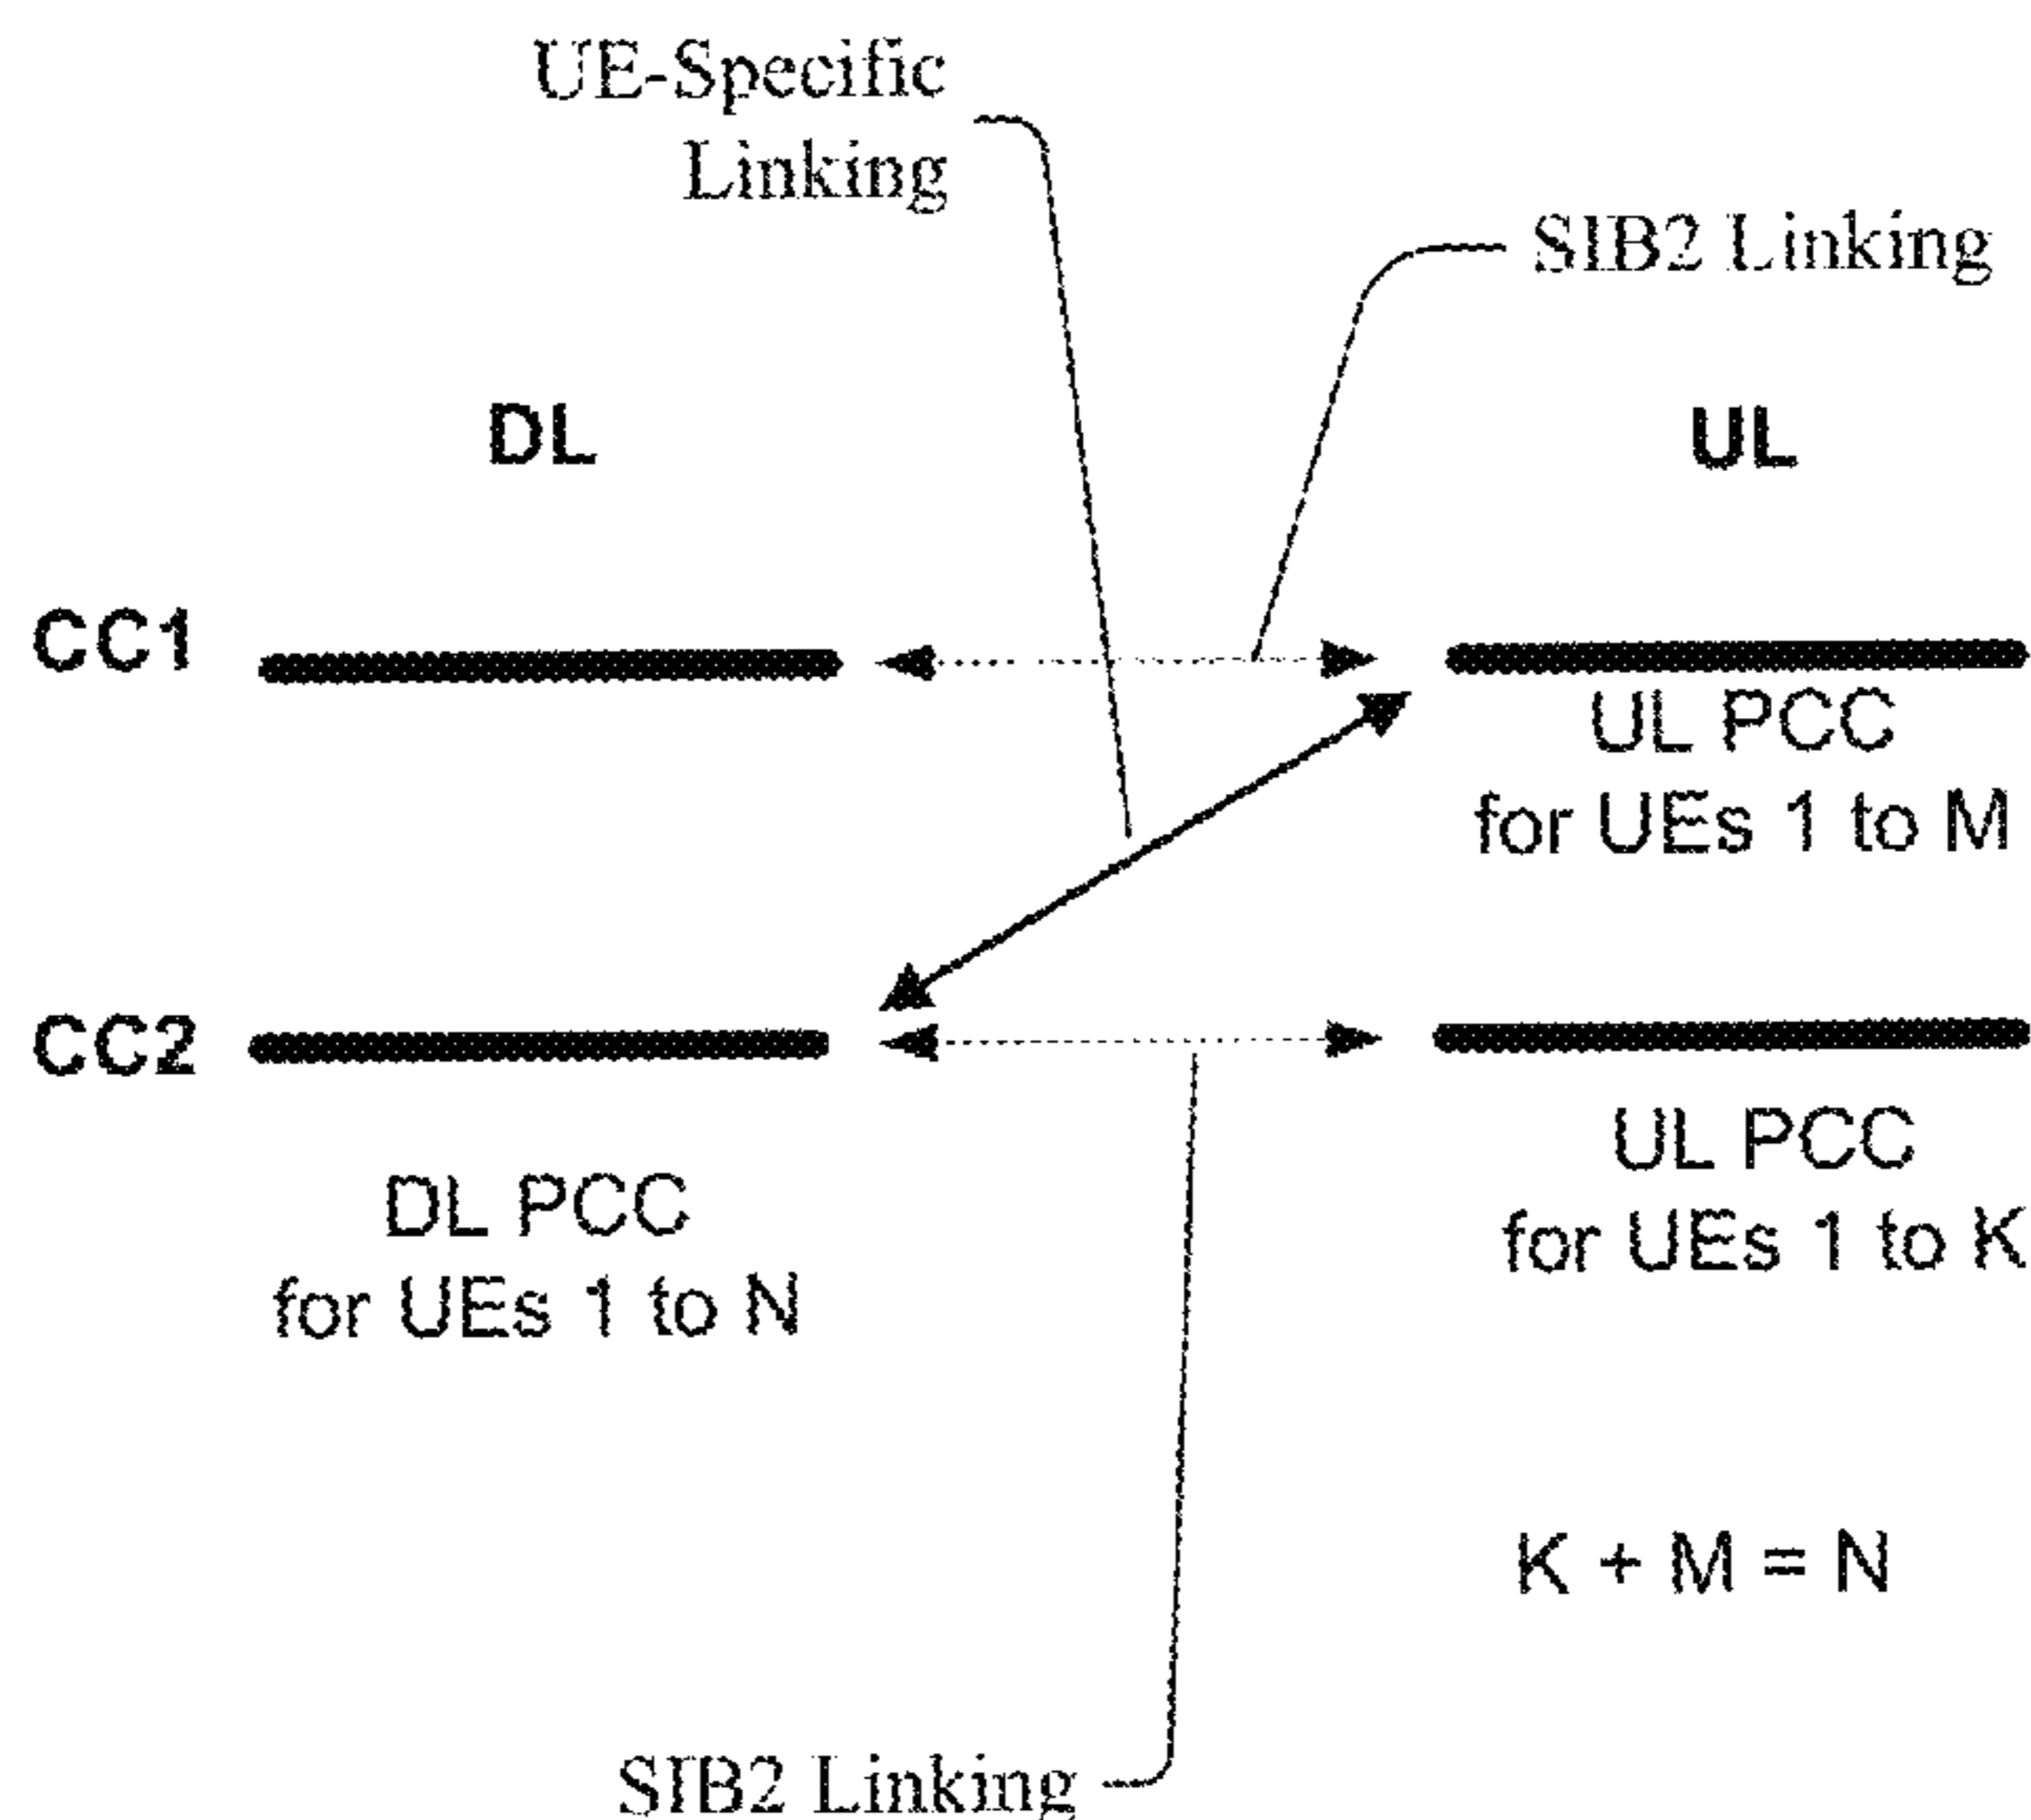 UE-Specific
Linking
SIB2 Linking
DL
UL
CC1
UL PCC
for UEs 1 to M
CC2
DL PCC
for UEs 1 to N
UL PCC
for UEs 1 to K
K + M = N
SIB2 Linking